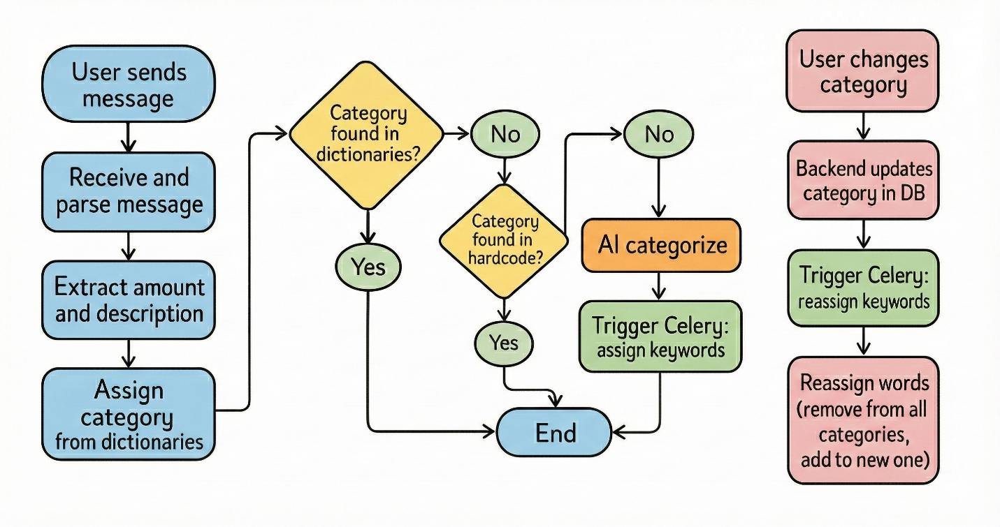 User sends
message
Receive and
parse message
Extract amount
and description
Assign
category
from dictionaries
Category
found in
dictionaries?
Yes
No
Category
found in
hardcode?
Yes
No
AI categorize
Trigger Celery:
assign keywords
End
User changes
category
Backend updates
category in DB
Trigger Celery:
reassign keywords
Reassign words
(remove from all
categories,
add to new one)